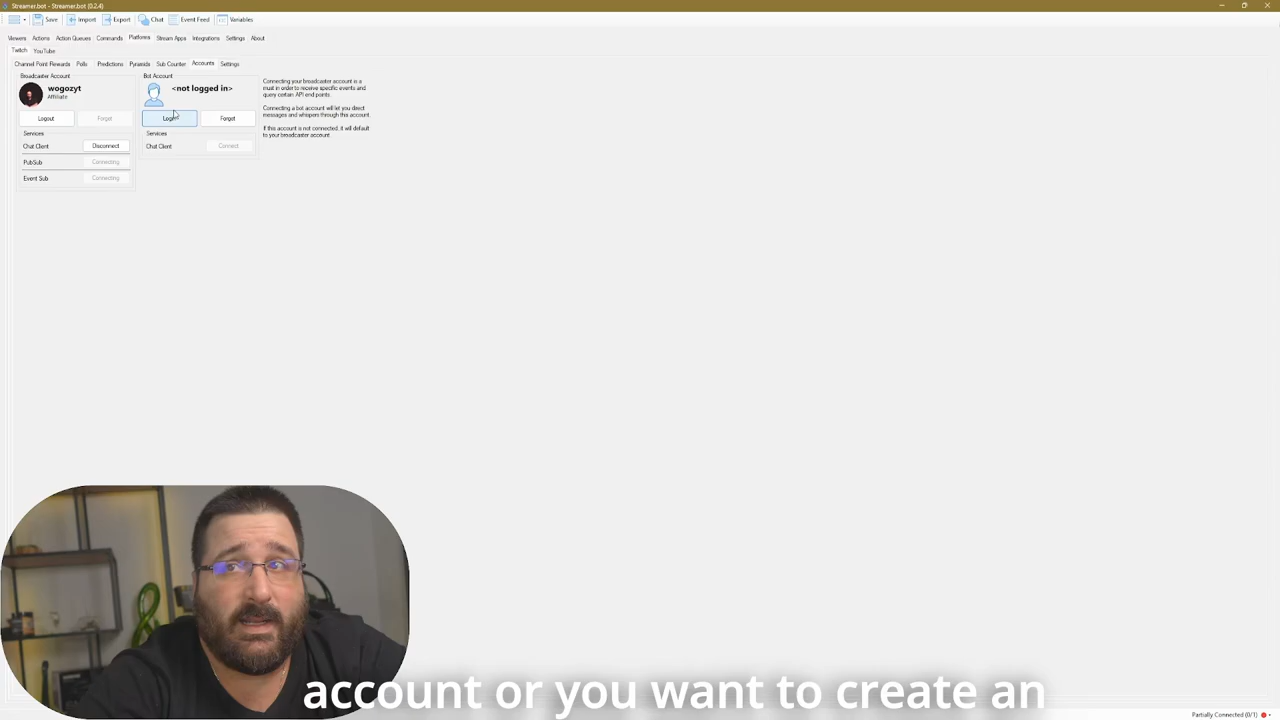 Streamer.bot - Streamer.bot (0.2.4)
Save Import Export Chat Event Feed Variables
Viewers Actions Action Queues Commands Platforms Stream Apps Integrations Settings About
Twitch YouTube
Channel Point Rewards Polls Predictions Pyramids Sub Counter Accounts Settings
Broadcaster Account
wogozyt
Affiliate
Logout Forget
Services
Chat Client Disconnect
PubSub Connecting.
Event Sub Connecting.
Bot Account
<not logged in>
Login Forget
Services
Chat Client Connect
Connecting your broadcaster account is a
must in order to receive specific events and
query certain API end points.
Connecting a bot account will let you direct
messages and whispers through this account.
If this account is not connected, it will default
to your broadcaster account.
account or you want to create an
Partially Connected (0/1)